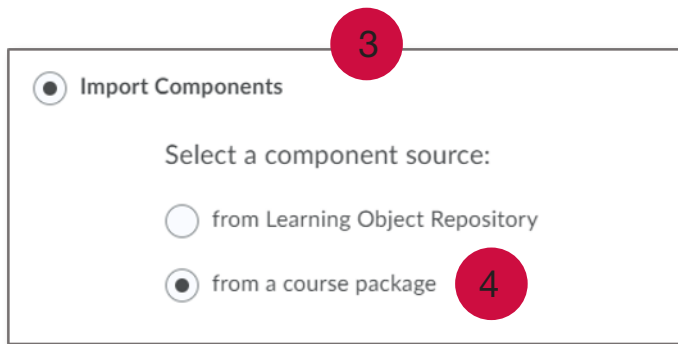 3
Import Components
Select a component source:
from Learning Object Repository
from a course package 4